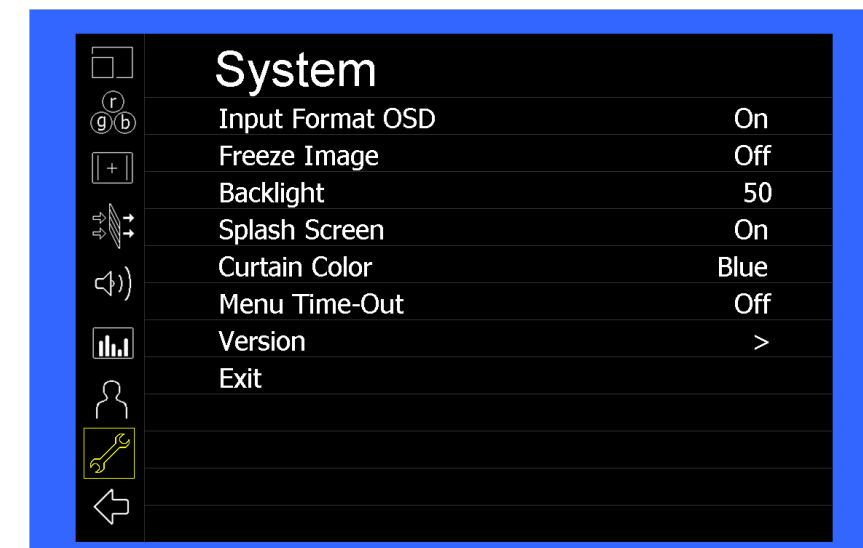 System
r
g b
Input Format OSD On
Freeze Image Off
Backlight 50
Splash Screen On
Curtain Color Blue
Menu Time-Out Off
Version >
Exit